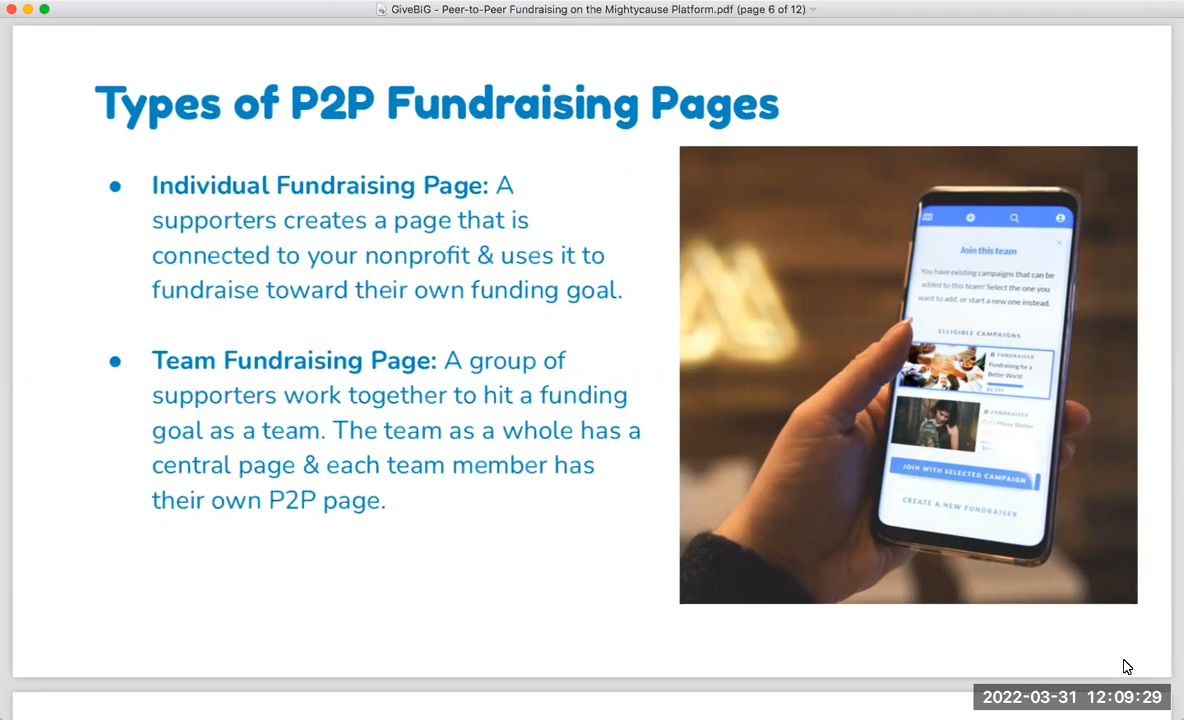 GiveBIG - Peer-to-Peer Fundraising on the Mightycause Platform.pdf (page 6 of 12)
Types of P2P Fundraising Pages
● Individual Fundraising Page: A
supporters creates a page that is
connected to your nonprofit & uses it to
fundraise toward their own funding goal.
● Team Fundraising Page: A group of
supporters work together to hit a funding
goal as a team. The team as a whole has a
central page & each team member has
their own P2P page.
Join this team
You have existing campaigns that can be
added to this team! Select the one you
want to add, or start a new one instead.
ELLIGIBLE CAMPAIGNS
FUNDRAISER
Fundraising for a
Better World
FUNDRAISER
JOIN WITH SELECTED CAMPAIGN
CREATE A NEW FUNDRAISER
2022-03-31 12:09:29